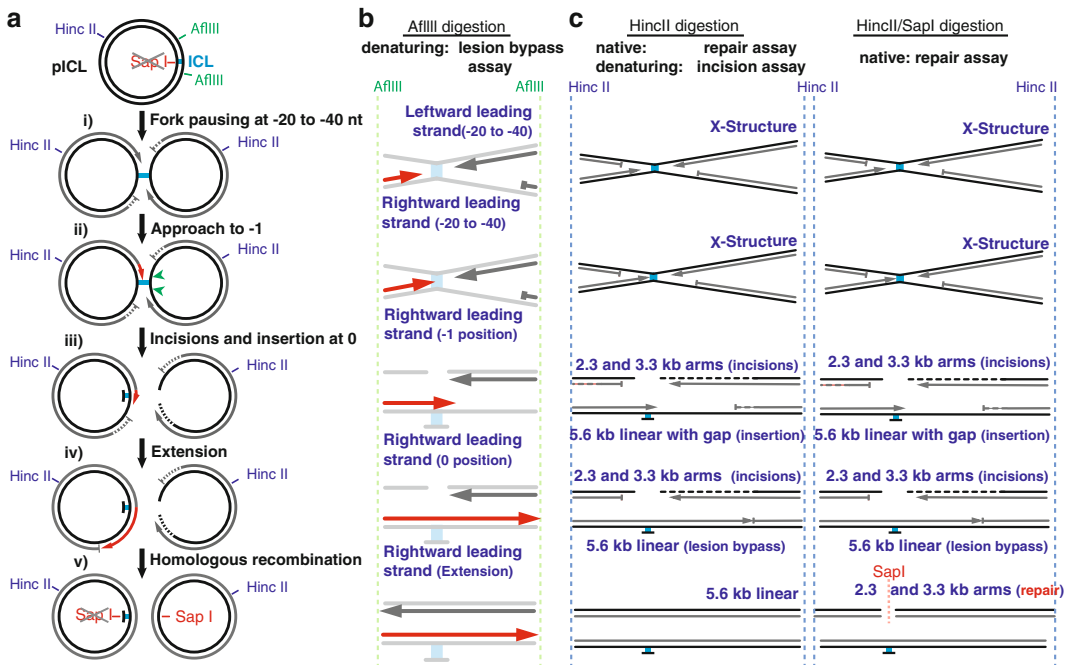 a
Hinc II
AflIII
pICL
Sap I
ICL
AflIII
i)
Fork pausing at -20 to -40 nt
Hinc II
Hinc II
ii)
Approach to -1
Hinc II
Hinc II
iii)
Incisions and insertion at 0
Hinc II
Hinc II
iv)
Extension
Hinc II
Hinc II
v)
Homologous recombination
Hinc II
Hinc II
Sap I
Sap I
b
AflIII digestion
denaturing: lesion bypass
assay
AflIII
AflIII
Leftward leading
strand(-20 to -40)
Rightward leading
strand (-20 to -40)
Rightward leading
strand (-1 position)
Rightward leading
strand (0 position)
Rightward leading
strand (Extension)
c
HincII digestion
native: repair assay
denaturing: incision assay
Hinc II
Hinc II
X-Structure
X-Structure
2.3 and 3.3 kb arms (incisions)
5.6 kb linear with gap (insertion)
2.3 and 3.3 kb arms (incisions)
5.6 kb linear (lesion bypass)
5.6 kb linear
HincII/SapI digestion
native: repair assay
Hinc II
X-Structure
X-Structure
2.3 and 3.3 kb arms (incisions)
5.6 kb linear with gap (insertion)
2.3 and 3.3 kb arms (incisions)
5.6 kb linear (lesion bypass)
SapI
2.3 and 3.3 kb arms (repair)